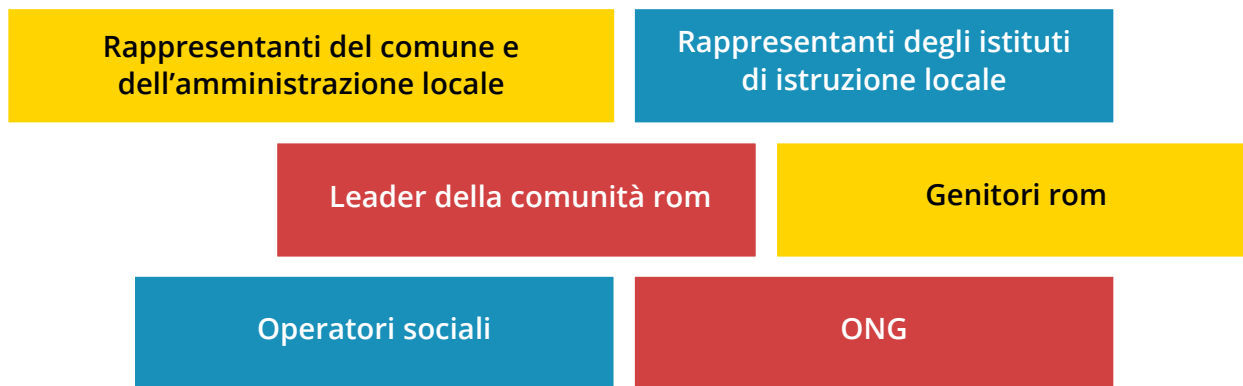 Rappresentanti del comune e
dell’amministrazione locale
Rappresentanti degli istituti
di istruzione locale
Leader della comunità rom
Genitori rom
Operatori sociali
ONG